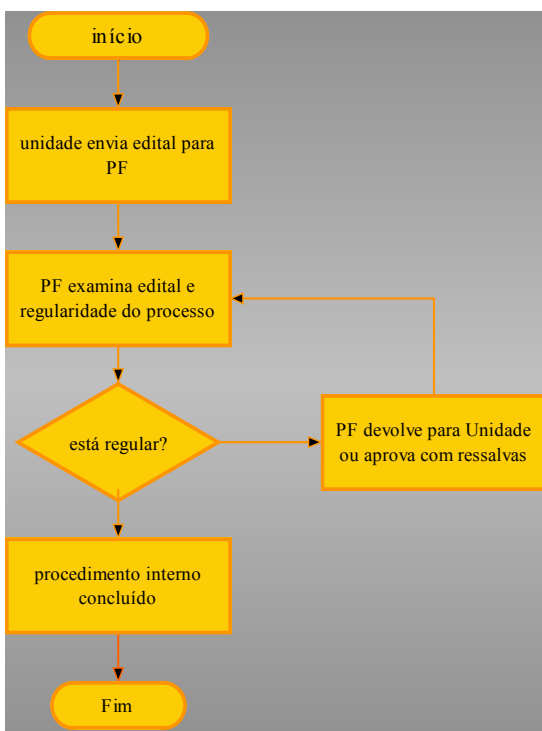 início
unidade envia edital para
PF
PF examina edital e
regularidade do processo
está regular?
PF devolve para Unidade
ou aprova com ressalvas
procedimento interno
concluído
Fim